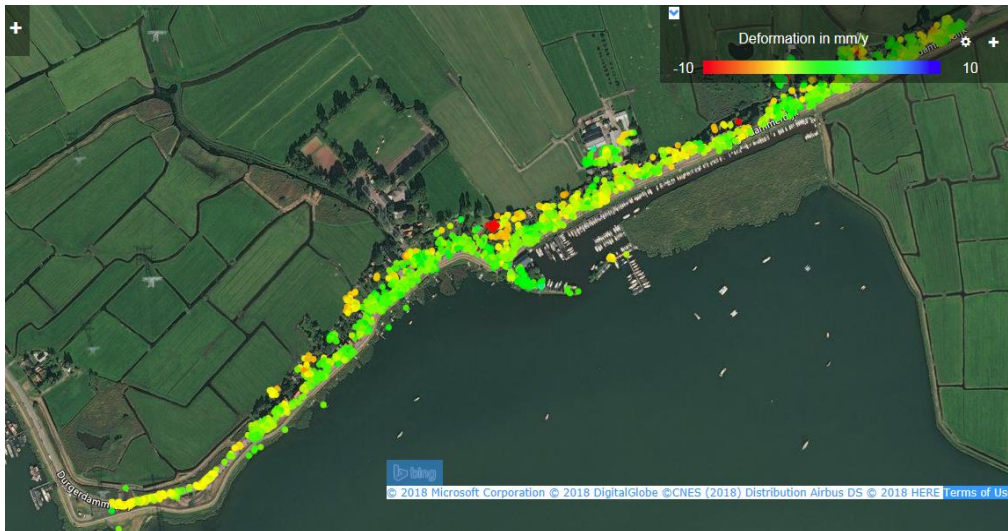 Deformation in mm/y
-10 10
Durgerdamm
bing
© 2018 Microsoft Corporation © 2018 DigitalGlobe ©CNES (2018) Distribution Airbus DS © 2018 HERE Terms of Us